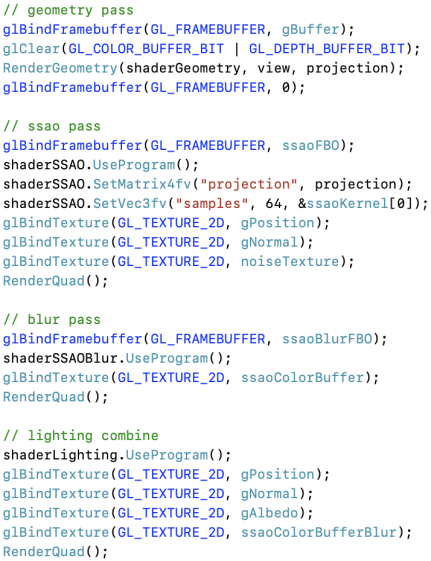 // geometry pass
glBindFramebuffer(GL_FRAMEBUFFER, gBuffer);
glClear(GL_COLOR_BUFFER_BIT | GL_DEPTH_BUFFER_BIT);
RenderGeometry(shaderGeometry, view, projection);
glBindFramebuffer(GL_FRAMEBUFFER, 0);

// ssao pass
glBindFramebuffer(GL_FRAMEBUFFER, ssaoFBO);
shaderSSAO.UseProgram();
shaderSSAO.SetMatrix4fv("projection", projection);
shaderSSAO.SetVec3fv("samples", 64, &ssaoKernel[0]);
glBindTexture(GL_TEXTURE_2D, gPosition);
glBindTexture(GL_TEXTURE_2D, gNormal);
glBindTexture(GL_TEXTURE_2D, noiseTexture);
RenderQuad();

// blur pass
glBindFramebuffer(GL_FRAMEBUFFER, ssaoBlurFBO);
shaderSSAOBlur.UseProgram();
glBindTexture(GL_TEXTURE_2D, ssaoColorBuffer);
RenderQuad();

// lighting combine
shaderLighting.UseProgram();
glBindTexture(GL_TEXTURE_2D, gPosition);
glBindTexture(GL_TEXTURE_2D, gNormal);
glBindTexture(GL_TEXTURE_2D, gAlbedo);
glBindTexture(GL_TEXTURE_2D, ssaoColorBufferBlur);
RenderQuad();